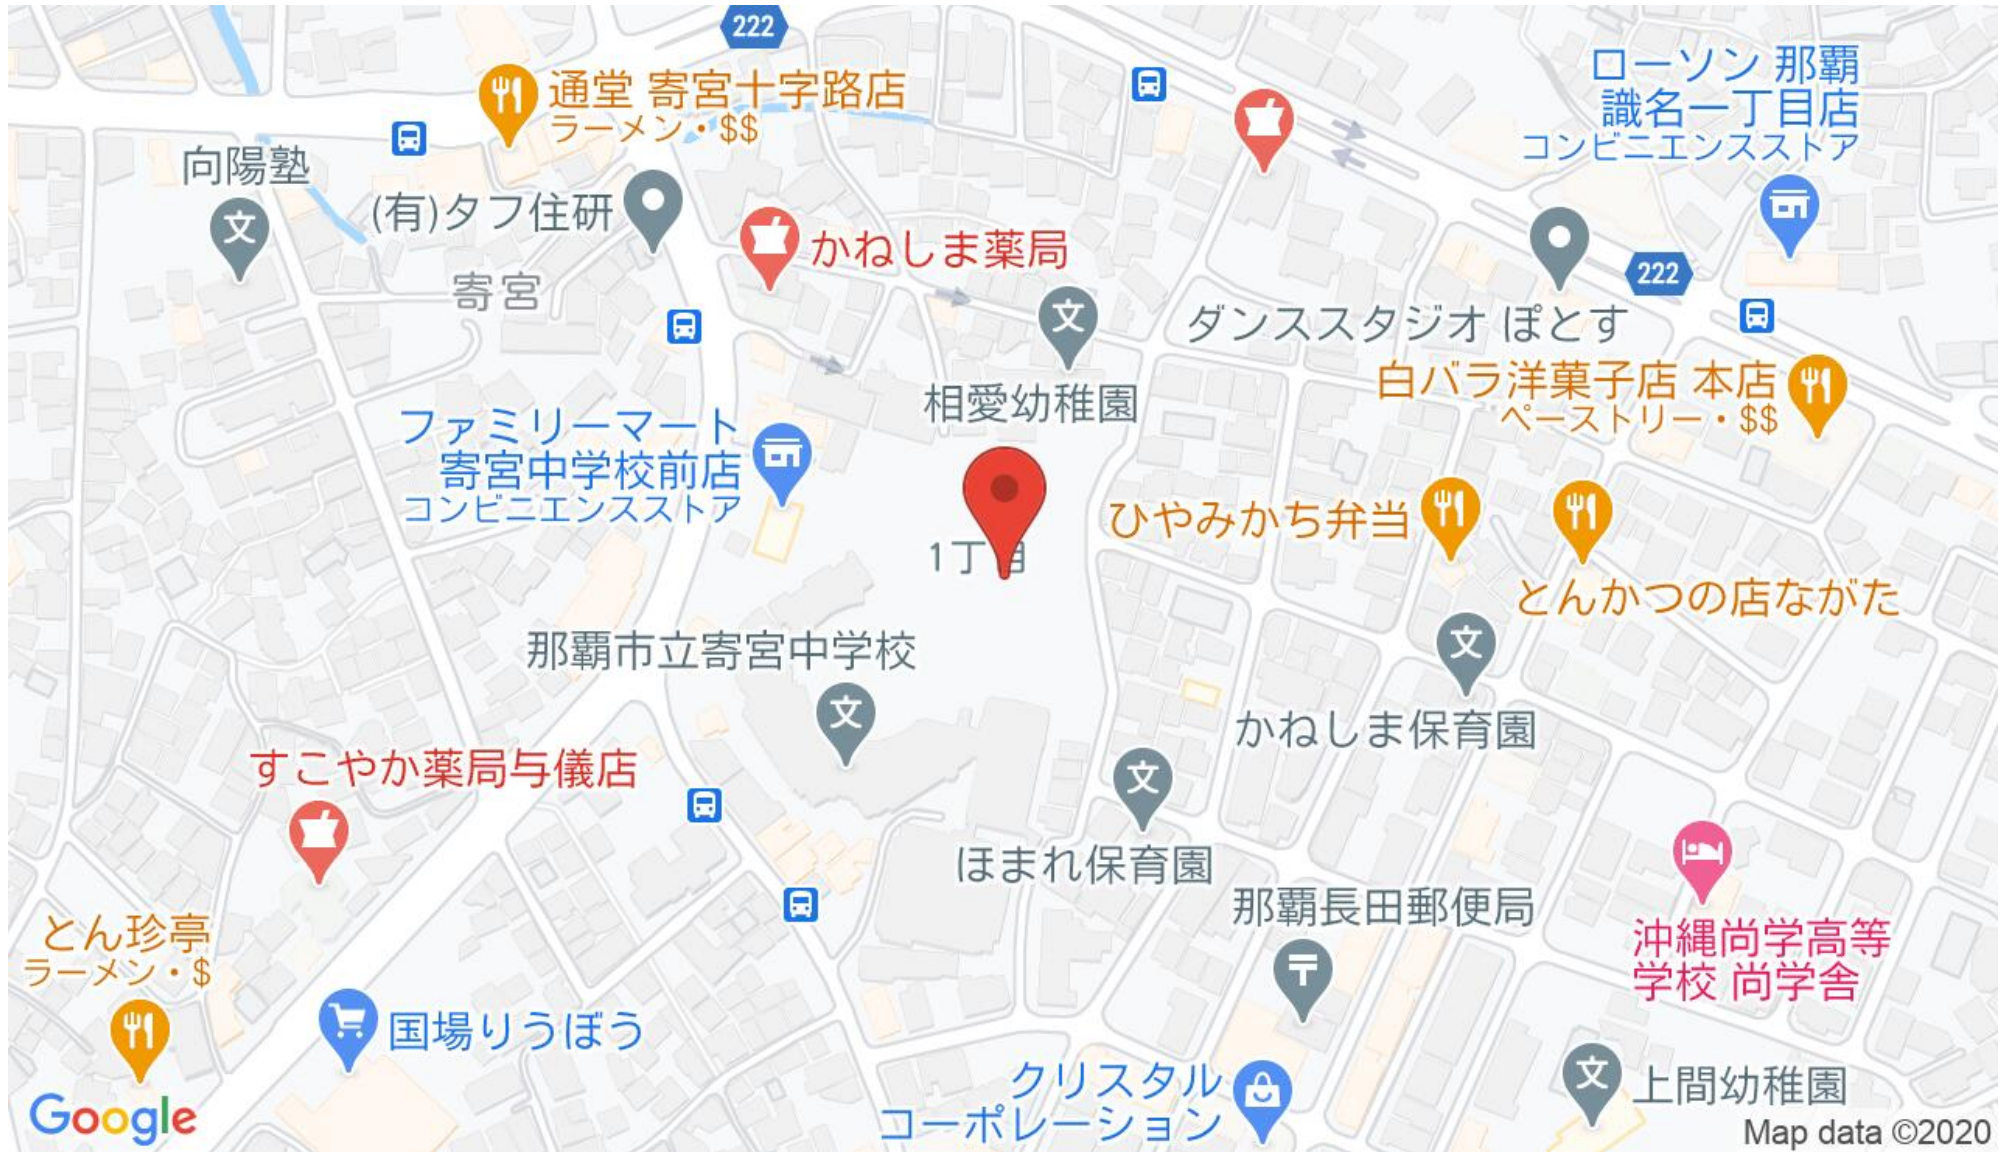 222
通堂 寄宮十字路店
ラーメン・$$
ローソン 那覇
識名一丁目店
コンビニエンスストア
向陽塾
文
(有)タフ住研
かねしま薬局
寄宮
文
222
ダンススタジオ ぽとす
白バラ洋菓子店 本店
ペーストリー・$$
相愛幼稚園
ファミリーマート
寄宮中学校前店
コンビニエンスストア
ひやみかち弁当
1丁目
とんかつの店ながた
那覇市立寄宮中学校
文
文
かねしま保育園
すこやか薬局与儀店
文
ほまれ保育園
那覇長田郵便局
〒
とん珍亭
ラーメン・$
沖縄尚学高等
学校 尚学舎
国場りうぼう
クリスタル
コーポレーション
文
上間幼稚園
Google
Map data ©2020